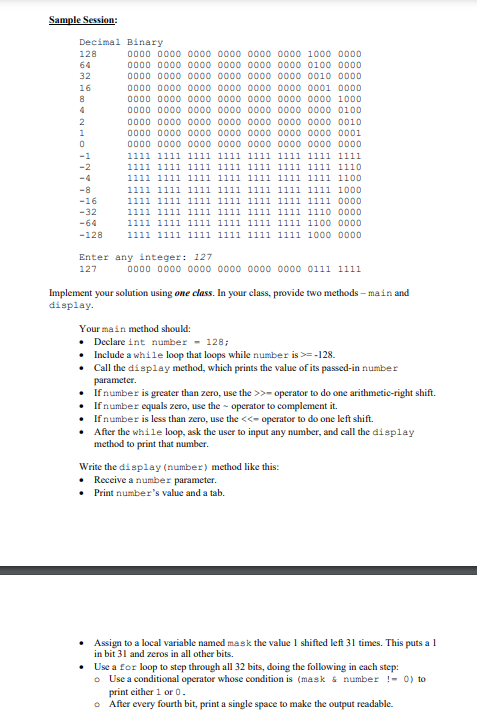 Sample Session:
Decimal Binary
128 0000 0000 0000 0000 0000 0000 1000 0000
64 0000 0000 0000 0000 0000 0000 0100 0000
32 0000 0000 0000 0000 0000 0000 0010 0000
16 0000 0000 0000 0000 0000 0000 0001 0000
8 0000 0000 0000 0000 0000 0000 0000 1000
4 0000 0000 0000 0000 0000 0000 0000 0100
2 0000 0000 0000 0000 0000 0000 0000 0010
1 0000 0000 0000 0000 0000 0000 0000 0001
0 0000 0000 0000 0000 0000 0000 0000 0000
-1 1111 1111 1111 1111 1111 1111 1111 1111
-2 1111 1111 1111 1111 1111 1111 1111 1110
-4 1111 1111 1111 1111 1111 1111 1111 1100
-8 1111 1111 1111 1111 1111 1111 1111 1000
-16 1111 1111 1111 1111 1111 1111 1111 0000
-32 1111 1111 1111 1111 1111 1111 1110 0000
-64 1111 1111 1111 1111 1111 1111 1100 0000
-128 1111 1111 1111 1111 1111 1111 1000 0000
Enter any integer: 127
127 0000 0000 0000 0000 0000 0000 0111 1111
Implement your solution using one class. In your class, provide two methods – main and
display.
Your main method should:
• Declare int number = 128;
• Include a while loop that loops while number is >= -128.
• Call the display method, which prints the value of its passed-in number
parameter.
• If number is greater than zero, use the >>= operator to do one arithmetic-right shift.
• If number equals zero, use the ~ operator to complement it.
• If number is less than zero, use the <<= operator to do one left shift.
• After the while loop, ask the user to input any number, and call the display
method to print that number.
Write the display(number) method like this:
• Receive a number parameter.
• Print number's value and a tab.
• Assign to a local variable named mask the value 1 shifted left 31 times. This puts a 1
in bit 31 and zeros in all other bits.
• Use a for loop to step through all 32 bits, doing the following in each step:
o Use a conditional operator whose condition is (mask & number != 0) to
print either 1 or 0.
o After every fourth bit, print a single space to make the output readable.